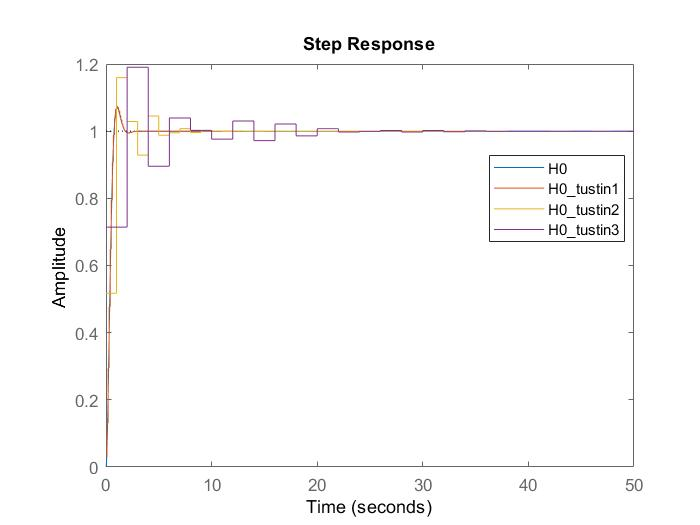 Step Response
1.2
1
0.8
0.6
0.4
0.2
0
Amplitude
H0
H0_tustin1
H0_tustin2
H0_tustin3
0 10 20 30 40 50
Time (seconds)